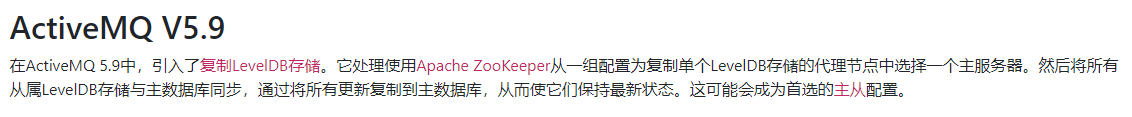 ActiveMQ V5.9
在ActiveMQ 5.9中，引入了复制LevelDB存储。它处理使用Apache ZooKeeper从一组配置为复制单个LevelDB存储的代理节点中选择一个主服务器。然后将所有
从属LevelDB存储与主数据库同步，通过将所有更新复制到主数据库，从而使它们保持最新状态。这可能会成为首选的主从配置。